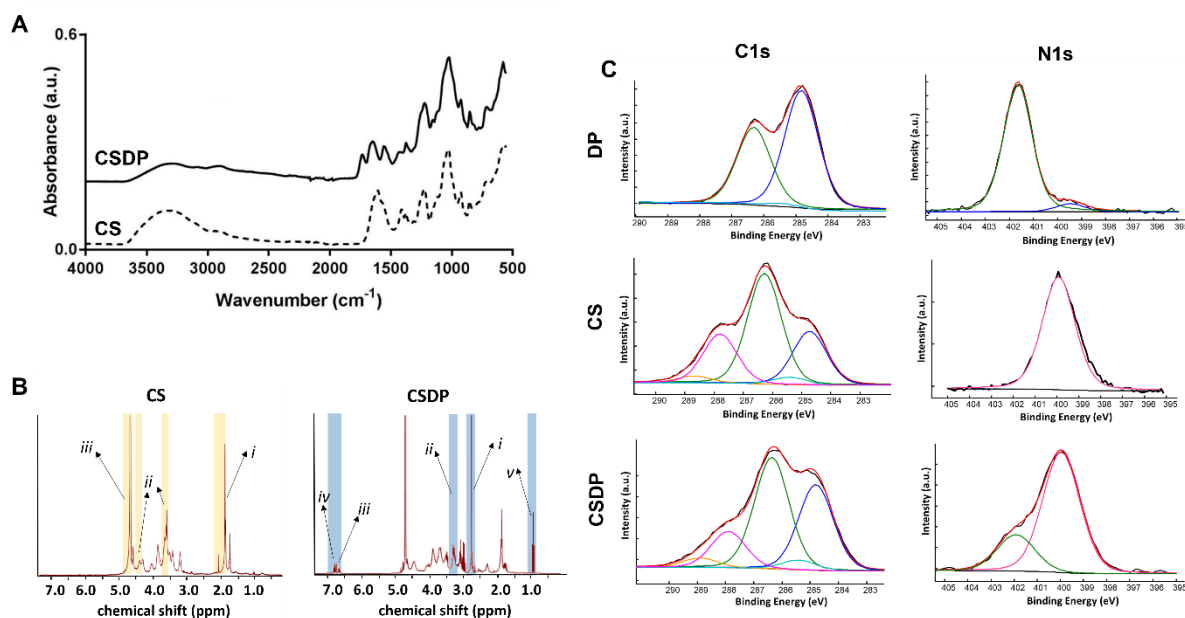 A
0.6
Absorbance (a.u.)
CSDP
CS
0.0
4000 3500 3000 2500 2000 1500 1000 500
Wavenumber (cm⁻¹)
B
CS
iii
ii
i
7.0 6.0 5.0 4.0 3.0 2.0 1.0
chemical shift (ppm)
CSDP
iv
iii
ii
i
v
7.0 6.0 5.0 4.0 3.0 2.0 1.0
chemical shift (ppm)
C
C1s
N1s
DP
Intensity (a.u.)
290 289 288 287 286 285 284 283
Binding Energy (eV)
Intensity (a.u.)
405 404 403 402 401 400 399 398 397 396 395
Binding Energy (eV)
CS
Intensity (a.u.)
290 289 288 287 286 285 284 283
Binding Energy (eV)
Intensity (a.u.)
405 404 403 402 401 400 399 398 397 396 395
Binding Energy (eV)
CSDP
Intensity (a.u.)
290 289 288 287 286 285 284 283
Binding Energy (eV)
Intensity (a.u.)
405 404 403 402 401 400 399 398 397 396 395
Binding Energy (eV)